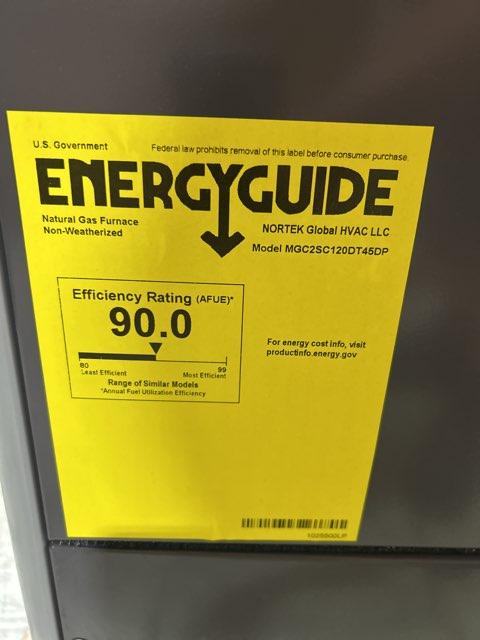 U.S. Government
Federal law prohibits removal of this label before consumer purchase.
ENERGYGUIDE
Natural Gas Furnace
Non-Weatherized
NORTEK Global HVAC LLC
Model MGC2SC120DT45DP
Efficiency Rating (AFUE)*
90.0
80 99
Least Efficient Most Efficient
Range of Similar Models
*Annual Fuel Utilization Efficiency
For energy cost info, visit
productinfo.energy.gov